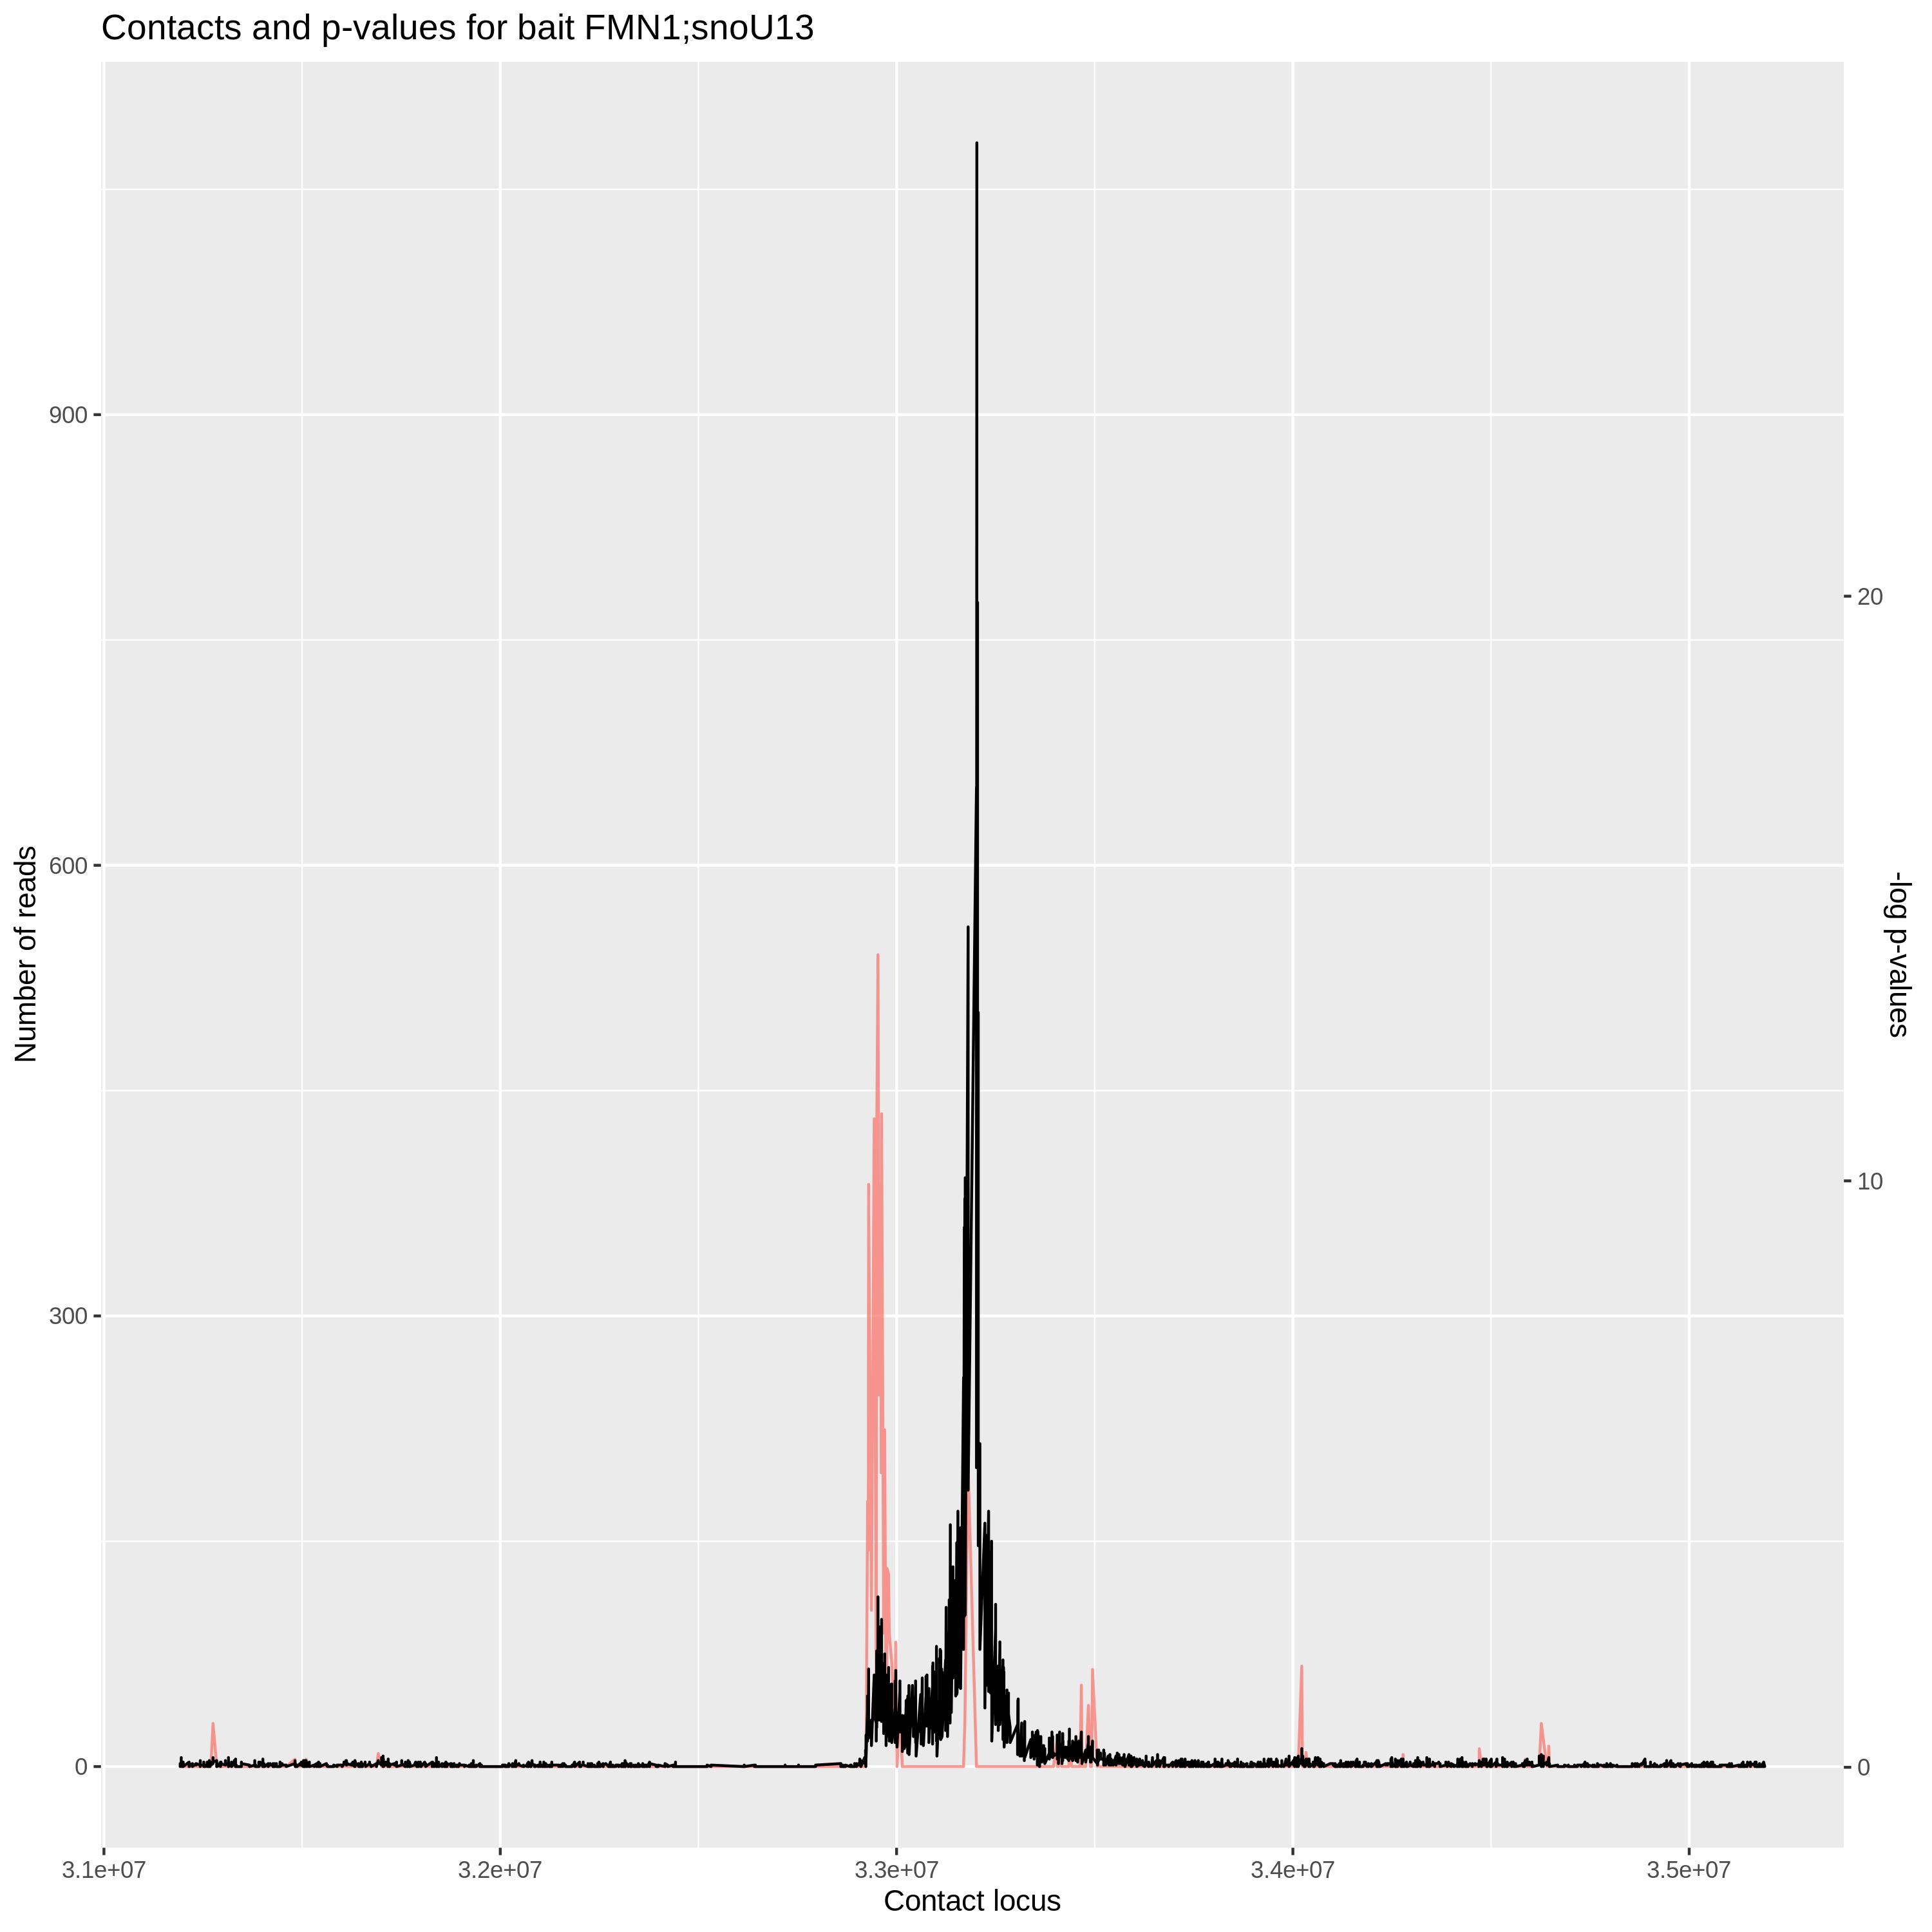 Contacts and p-values for bait FMN1;snoU13
Number of reads
900
600
300
0
20
10
0
-log p-values
3.1e+07
3.2e+07
3.3e+07
3.4e+07
3.5e+07
Contact locus